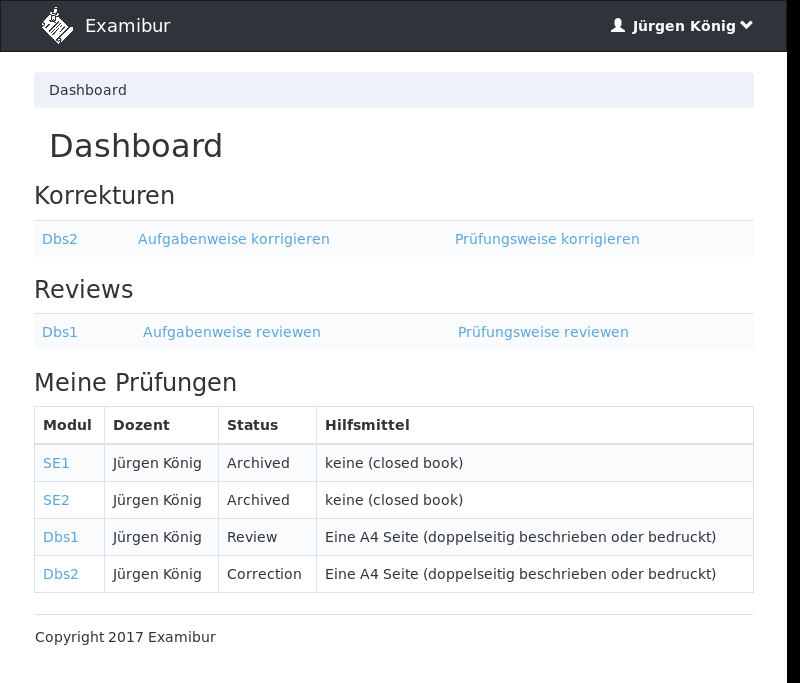 Examibur Jürgen König
Dashboard
Dashboard
Korrekturen
Dbs2 Aufgabenweise korrigieren Prüfungsweise korrigieren
Reviews
Dbs1 Aufgabenweise reviewen Prüfungsweise reviewen
Meine Prüfungen
Modul Dozent Status Hilfsmittel
SE1 Jürgen König Archived keine (closed book)
SE2 Jürgen König Archived keine (closed book)
Dbs1 Jürgen König Review Eine A4 Seite (doppelseitig beschrieben oder bedruckt)
Dbs2 Jürgen König Correction Eine A4 Seite (doppelseitig beschrieben oder bedruckt)
Copyright 2017 Examibur